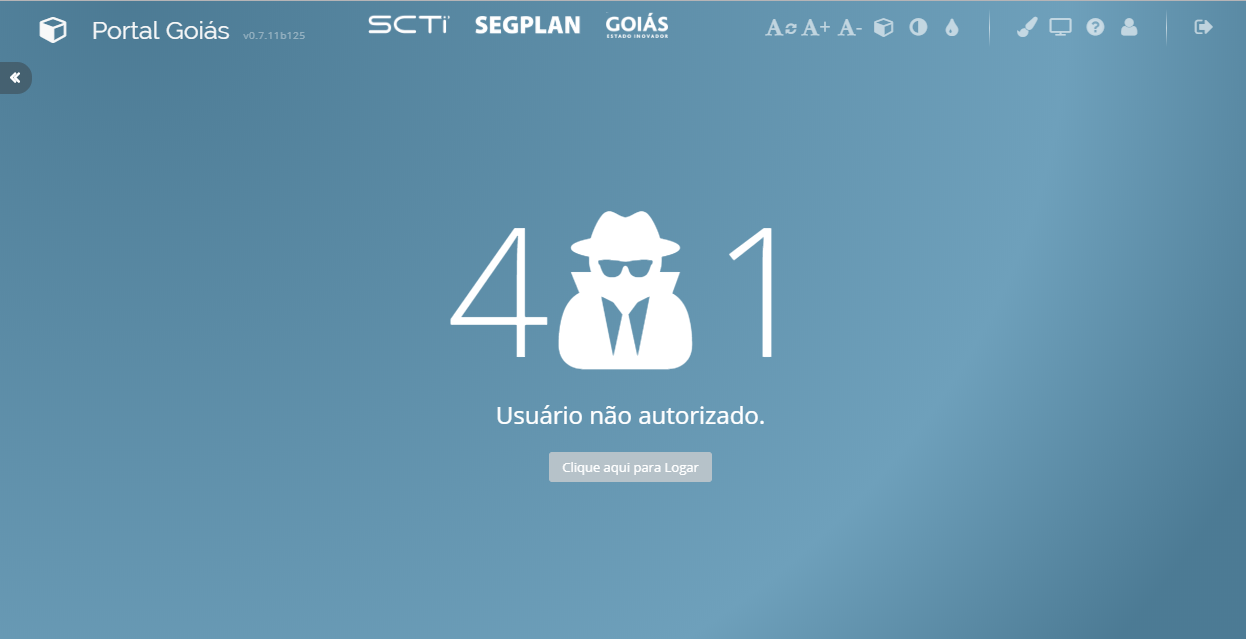 Portal Goiás v0.7.11b125
SCTI SEGPLAN GOIÁS
ESTADO INOVADOR
A A+ A-
4 1
Usuário não autorizado.
Clique aqui para Logar